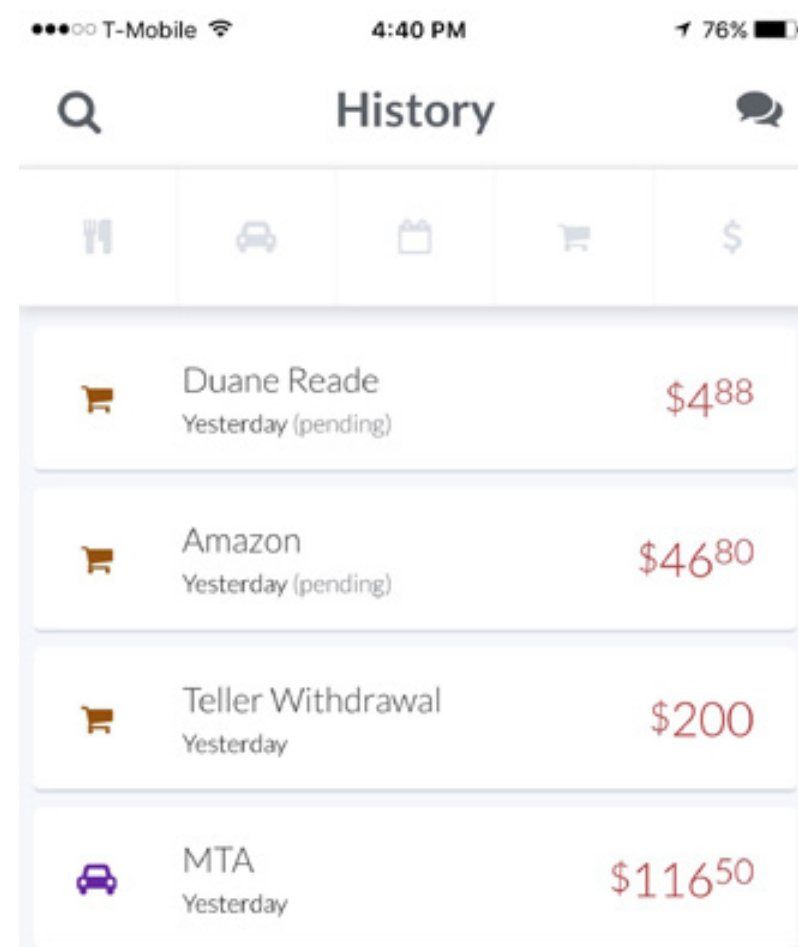 T-Mobile 4:40 PM 76%
History
$
Duane Reade $4.88
Yesterday (pending)
Amazon $46.80
Yesterday (pending)
Teller Withdrawal $200
Yesterday
MTA $116.50
Yesterday